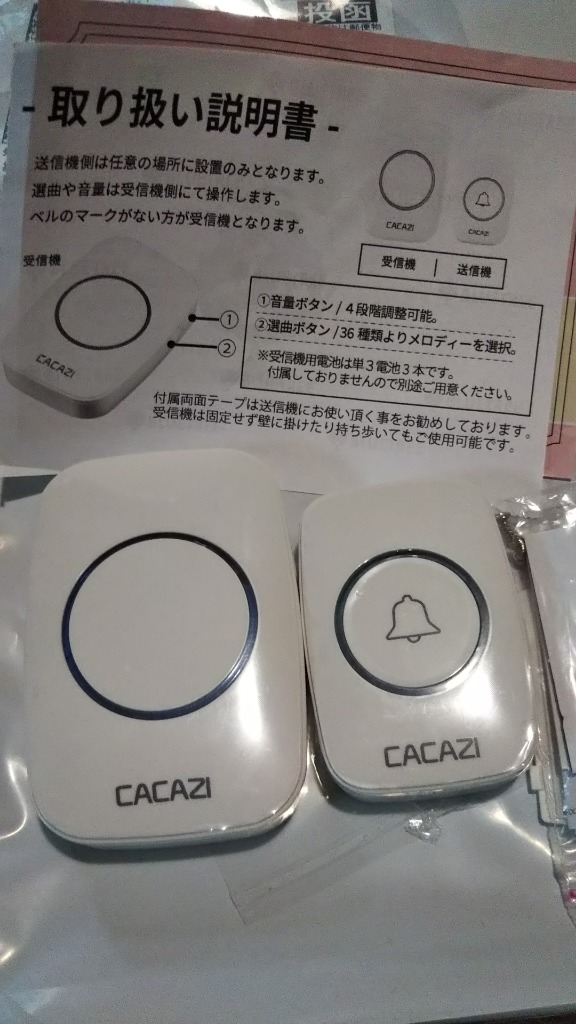 投函
- 取り扱い説明書 -
送信機側は任意の場所に設置のみとなります。
選曲や音量は受信機側にて操作します。
ベルのマークがない方が受信機となります。
CACAZI
CACAZI
受信機 | 送信機
受信機
CACAZI
①
②
①音量ボタン / 4段階調整可能。
②選曲ボタン/36種類よりメロディーを選択。
※受信機用電池は単3電池3本です。
付属しておりませんので別途ご用意ください。
付属両面テープは送信機にお使い頂く事をお勧めしております。
受信機は固定せず壁に掛けたり持ち歩いてもご使用可能です。
CACAZI
CACAZI